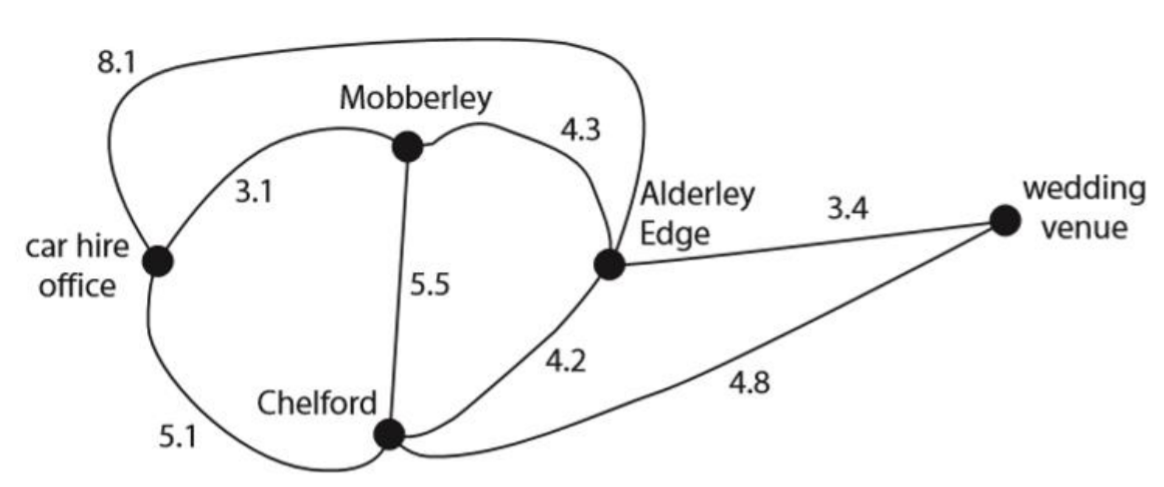 8.1
Mobberley
4.3
3.1
Alderley
Edge
3.4
wedding
venue
car hire
office
5.5
4.2
4.8
Chelford
5.1